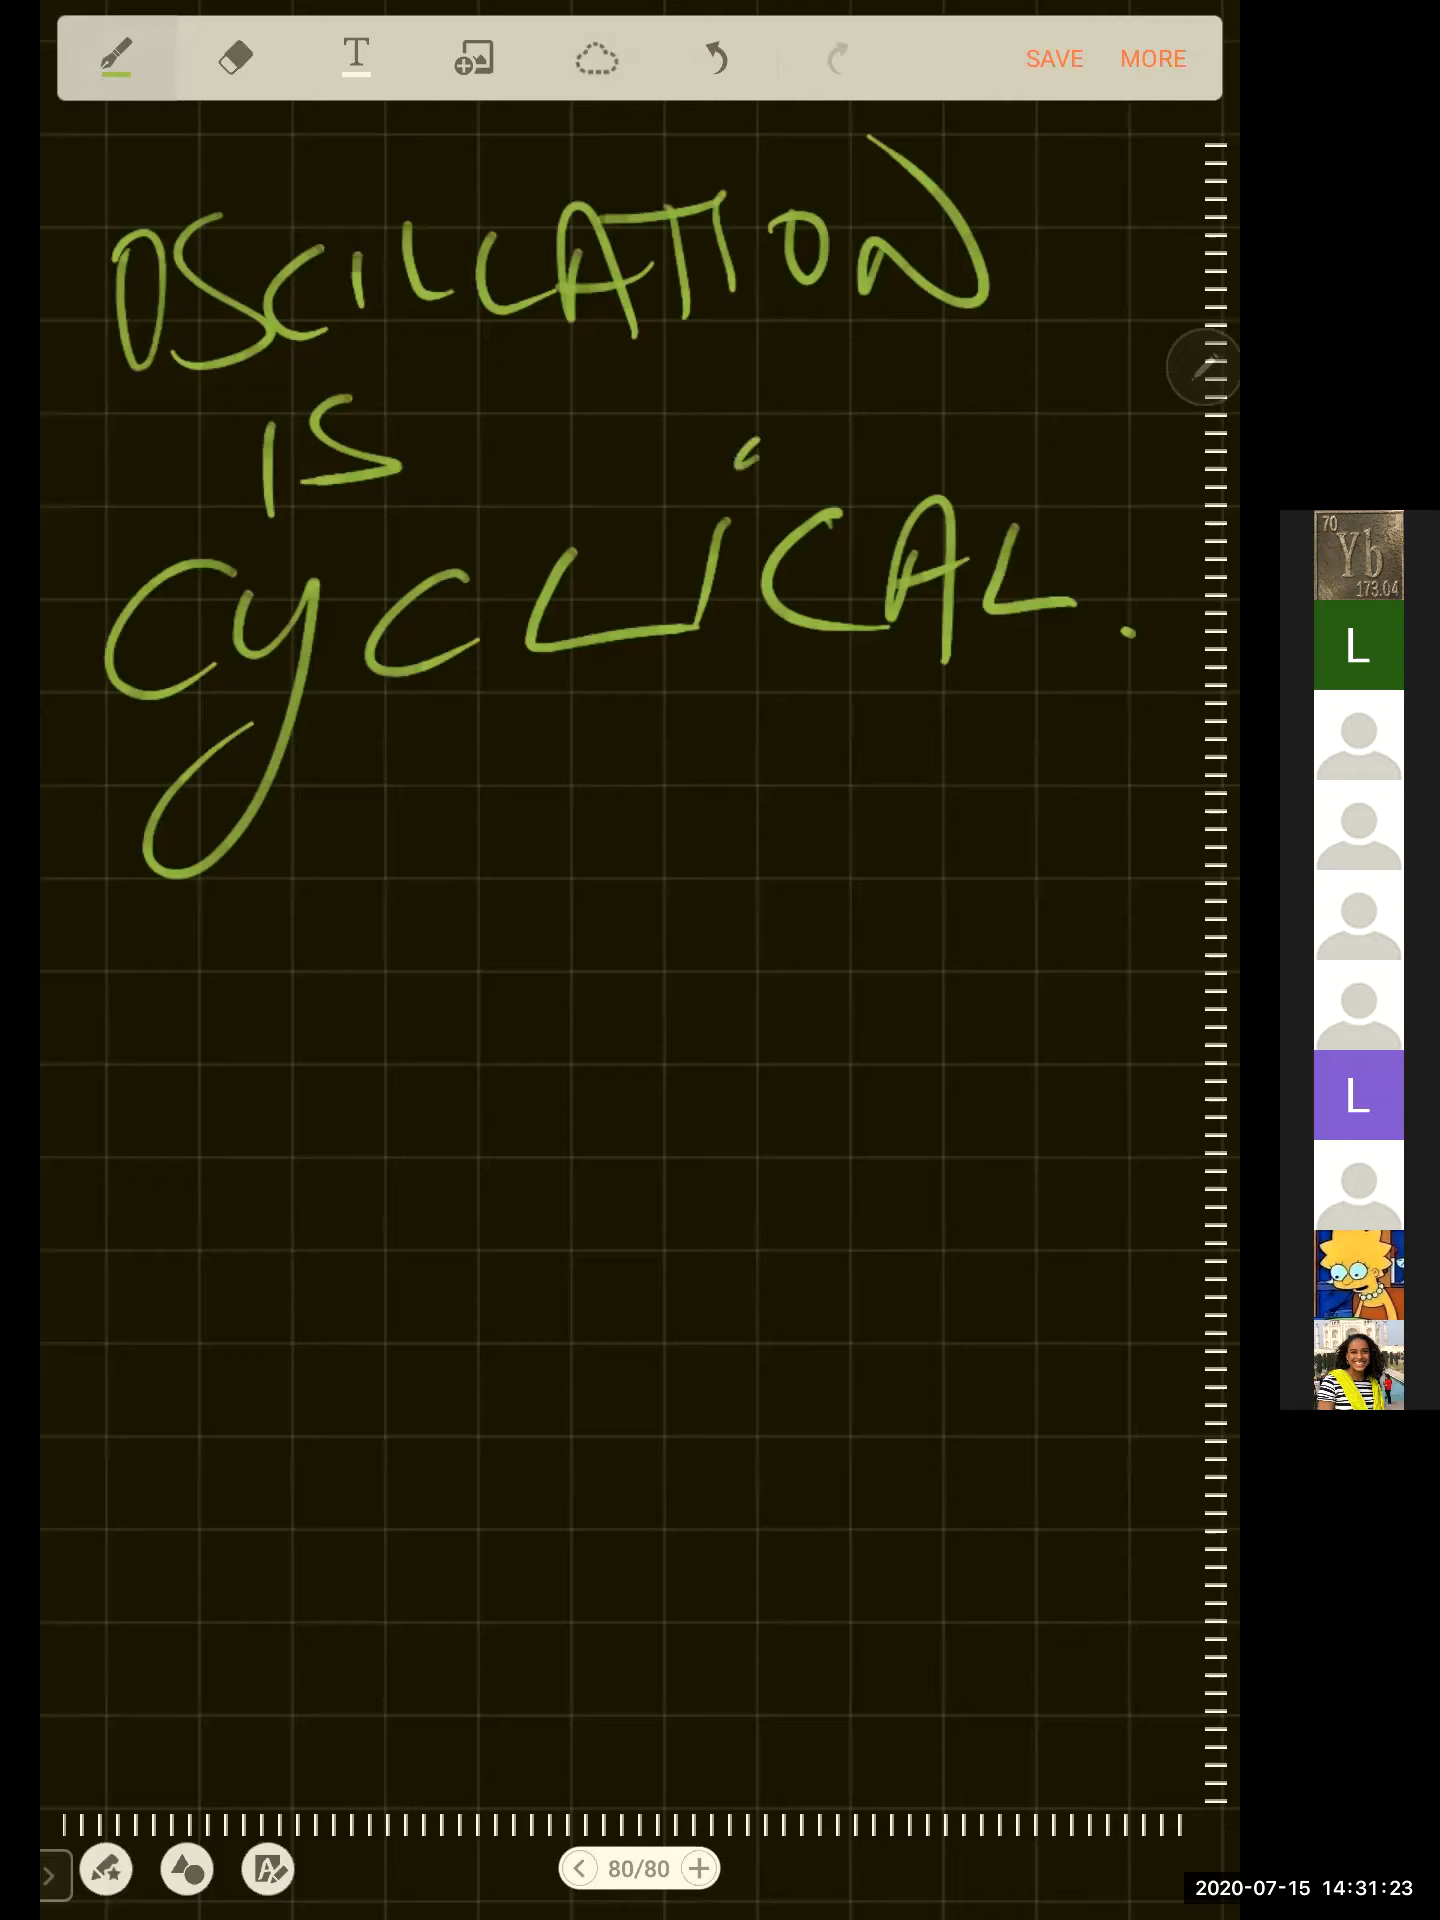 T SAVE MORE
OSCILLATION
IS
CYCLICAL.
70
Yb
173.04
L
L
80/80
A
2020-07-15 14:31:23